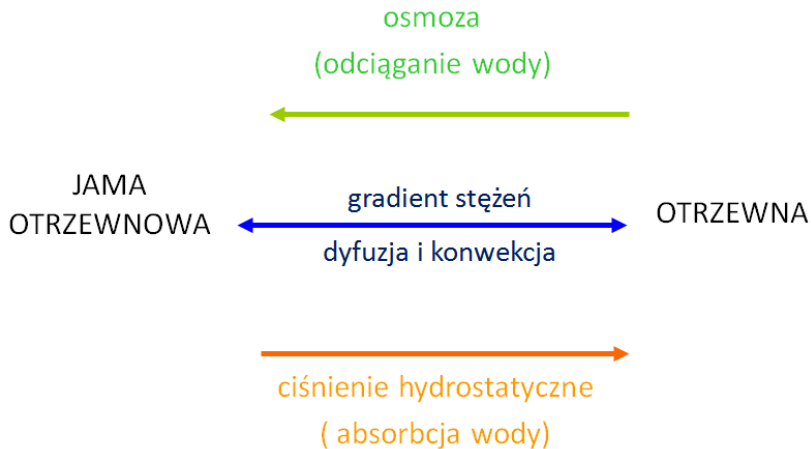 osmoza
(odciąganie wody)
JAMA
OTRZEWNOWA
gradient stężeń
dyfuzja i konwekcja
OTRZEWNA
ciśnienie hydrostatyczne
( absorbcja wody)